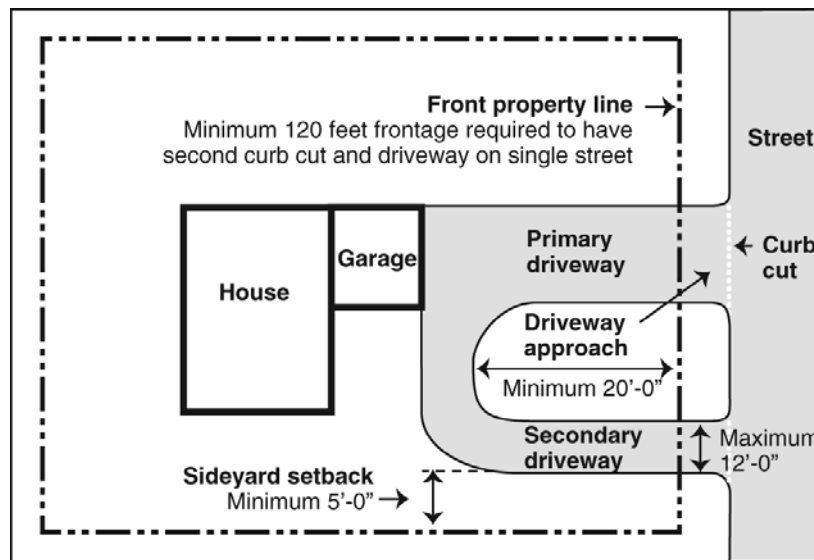 Front property line
Minimum 120 feet frontage required to have
second curb cut and driveway on single street
Street
Primary
driveway
Curb
cut
Garage
House
Driveway
approach
Minimum 20’-0”
Secondary
driveway
Maximum
12’-0”
Sideyard setback
Minimum 5’-0”